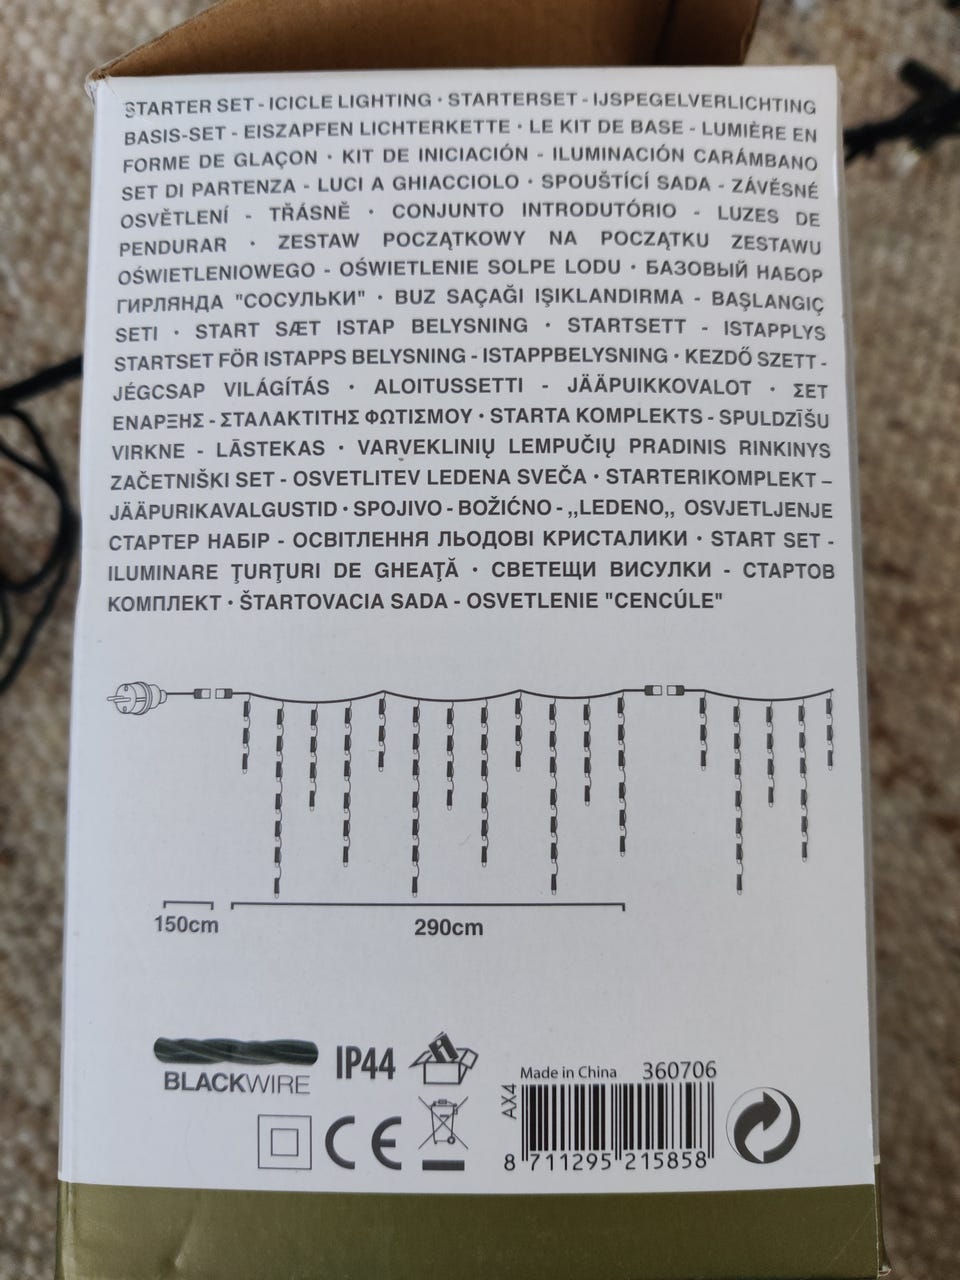 STARTER SET - ICICLE LIGHTING · STARTERSET - IJSPEGELVERLICHTING
BASIS-SET - EISZAPFEN LICHTERKETTE · LE KIT DE BASE - LUMIÈRE EN
FORME DE GLAÇON · KIT DE INICIACIÓN - ILUMINACIÓN CARÁMBANO
SET DI PARTENZA - LUCI A GHIACCIOLO · SPOUŠTÍCÍ SADA - ZÁVĚSNÉ
OSVĚTLENÍ - TŘÁSNĚ · CONJUNTO INTRODUTÓRIO - LUZES DE
PENDURAR · ZESTAW POCZĄTKOWY NA POCZĄTKU ZESTAWU
OŚWIETLENIOWEGO - OŚWIETLENIE SOLPE LODU · БАЗОВЫЙ НАБОР
ГИРЛЯНДА "СОСУЛЬКИ" · BUZ SAÇAĞI IŞIKLANDIRMA - BAŞLANGIÇ
SETI · START SÆT ISTAP BELYSNING · STARTSETT - ISTAPPLYS
STARTSET FÖR ISTAPPS BELYSNING - ISTAPPBELYSNING · KEZDŐ SZETT -
JÉGCSAP VILÁGÍTÁS · ALOITUSSETTI - JÄÄPUIKKOVALOT · ΣΕΤ
ΕΝΑΡΞΗΣ - ΣΤΑΛΑΚΤΙΤΗΣ ΦΩΤΙΣΜΟΥ · STARTA KOMPLEKTS - SPULDZĪŠU
VIRKNE - LĀSTEKAS · VARVEKLINIŲ LEMPUČIŲ PRADINIS RINKINYS
ZAČETNIŠKI SET - OSVETLITEV LEDENA SVEČA · STARTERIKOMPLEKT –
JÄÄPURIKAVALGUSTID · SPOJIVO - BOŽIĆNO - ,,LEDENO,, OSVJETLJENJE
СТАРТЕР НАБІР - ОСВІТЛЕННЯ ЛЬОДОВІ КРИСТАЛИКИ · START SET -
ILUMINARE ŢURŢURI DE GHEAŢĂ · СВЕТЕЩИ ВИСУЛКИ - СТАРТОВ
КОМПЛЕКТ · ŠTARTOVACIA SADA - OSVETLENIE "CENCÚLE"
150cm
290cm
BLACKWIRE
IP44
i
Made in China 360706
AX4
CE
8 711295 215858